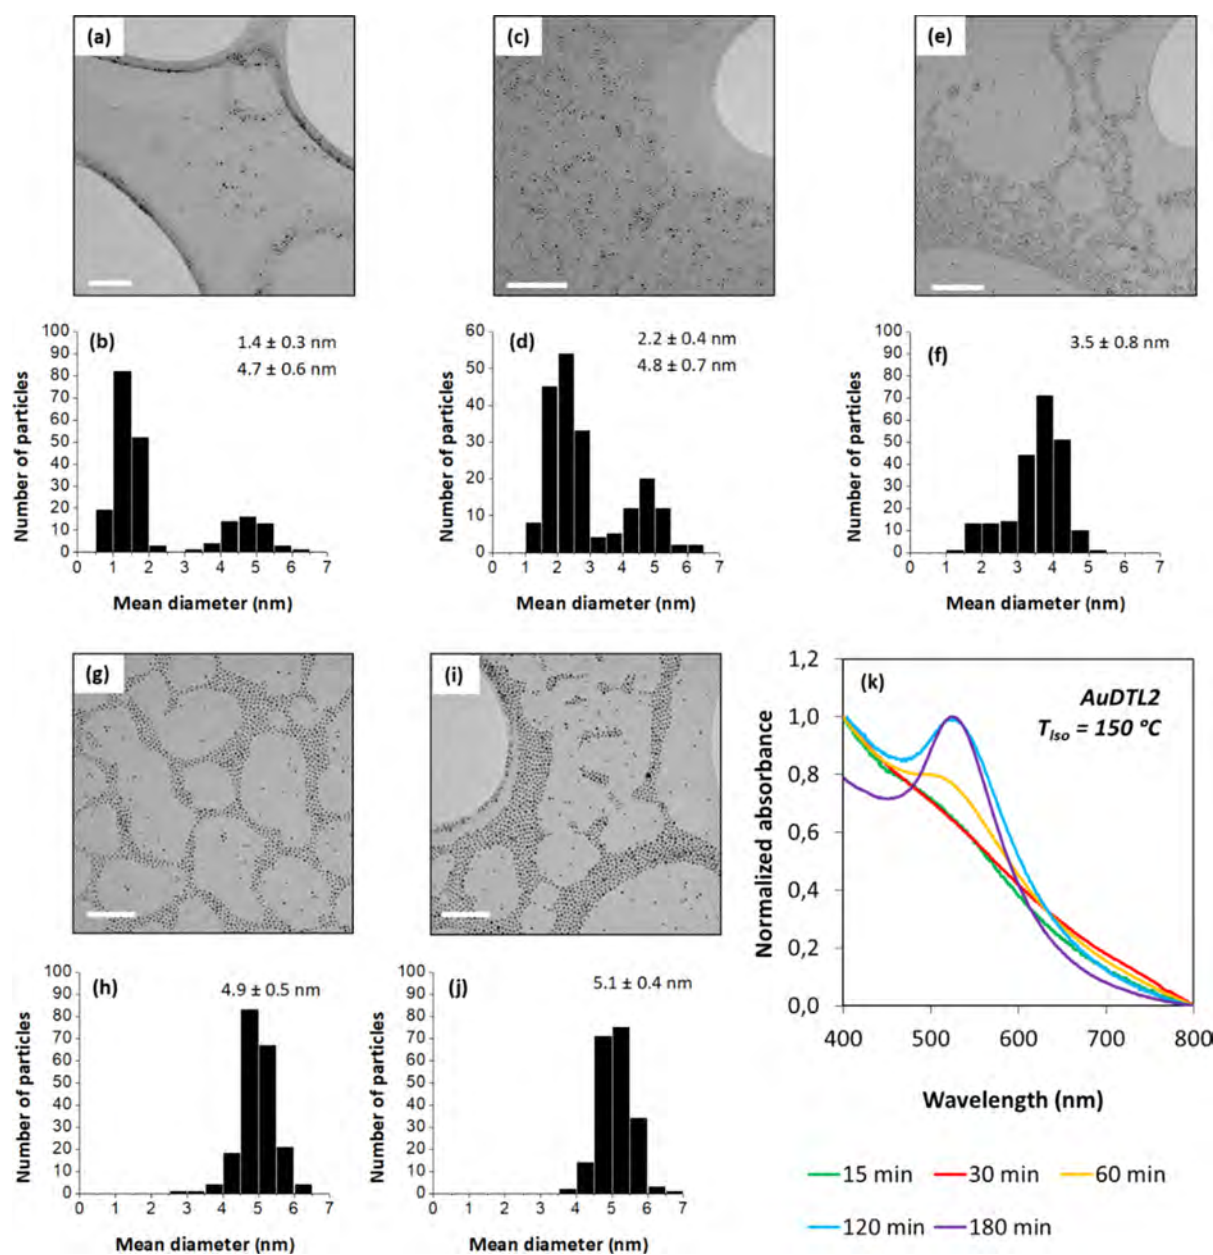 (a)
(c)
(e)
(b)
1.4 ± 0.3 nm
4.7 ± 0.6 nm
Number of particles
100
90
80
70
60
50
40
30
20
10
0
0 1 2 3 4 5 6 7
Mean diameter (nm)
(d)
2.2 ± 0.4 nm
4.8 ± 0.7 nm
Number of particles
60
50
40
30
20
10
0
0 1 2 3 4 5 6 7
Mean diameter (nm)
(f)
3.5 ± 0.8 nm
Number of particles
100
90
80
70
60
50
40
30
20
10
0
0 1 2 3 4 5 6 7
Mean diameter (nm)
(g)
(i)
(h)
4.9 ± 0.5 nm
Number of particles
100
90
80
70
60
50
40
30
20
10
0
0 1 2 3 4 5 6 7
Mean diameter (nm)
(j)
5.1 ± 0.4 nm
Number of particles
100
90
80
70
60
50
40
30
20
10
0
0 1 2 3 4 5 6 7
Mean diameter (nm)
(k)
AuDTL2
T_Iso = 150 ºC
Normalized absorbance
1,2
1,0
0,8
0,6
0,4
0,2
0,0
400 500 600 700 800
Wavelength (nm)
15 min 30 min 60 min
120 min 180 min